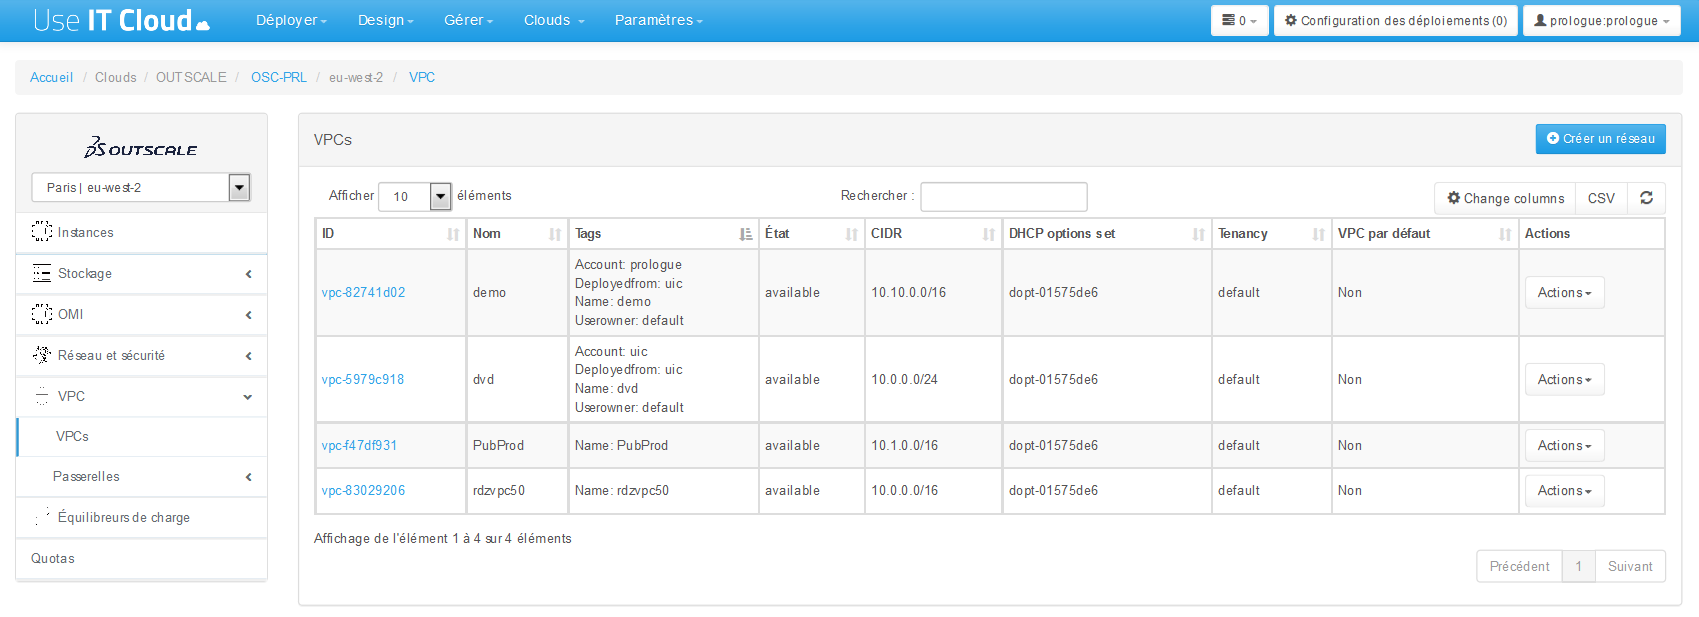 Use IT Cloud Déployer Design Gérer Clouds Paramètres 0 Configuration des déploiements (0) prologue:prologue
Accueil / Clouds / OUTSCALE / OSC-PRL / eu-west-2 / VPC
OUTSCALE
Paris | eu-west-2
Instances
Stockage
OMI
Réseau et sécurité
VPC
VPCs
Passerelles
Équilibreurs de charge
Quotas
VPCs Créer un réseau
Afficher 10 éléments Rechercher : Change columns CSV
ID Nom Tags État CIDR DHCP options set Tenancy VPC par défaut Actions
Account: prologue
Deployedfrom: uic
vpc-82741d02 demo available 10.10.0.0/16 dopt-01575de6 default Non Actions
Name: demo
Userowner: default
Account: uic
Deployedfrom: uic
vpc-5979c918 dvd available 10.0.0.0/24 dopt-01575de6 default Non Actions
Name: dvd
Userowner: default
vpc-f47df931 PubProd Name: PubProd available 10.1.0.0/16 dopt-01575de6 default Non Actions
vpc-83029206 rdzvpc50 Name: rdzvpc50 available 10.0.0.0/16 dopt-01575de6 default Non Actions
Affichage de l'élément 1 à 4 sur 4 éléments
Précédent 1 Suivant